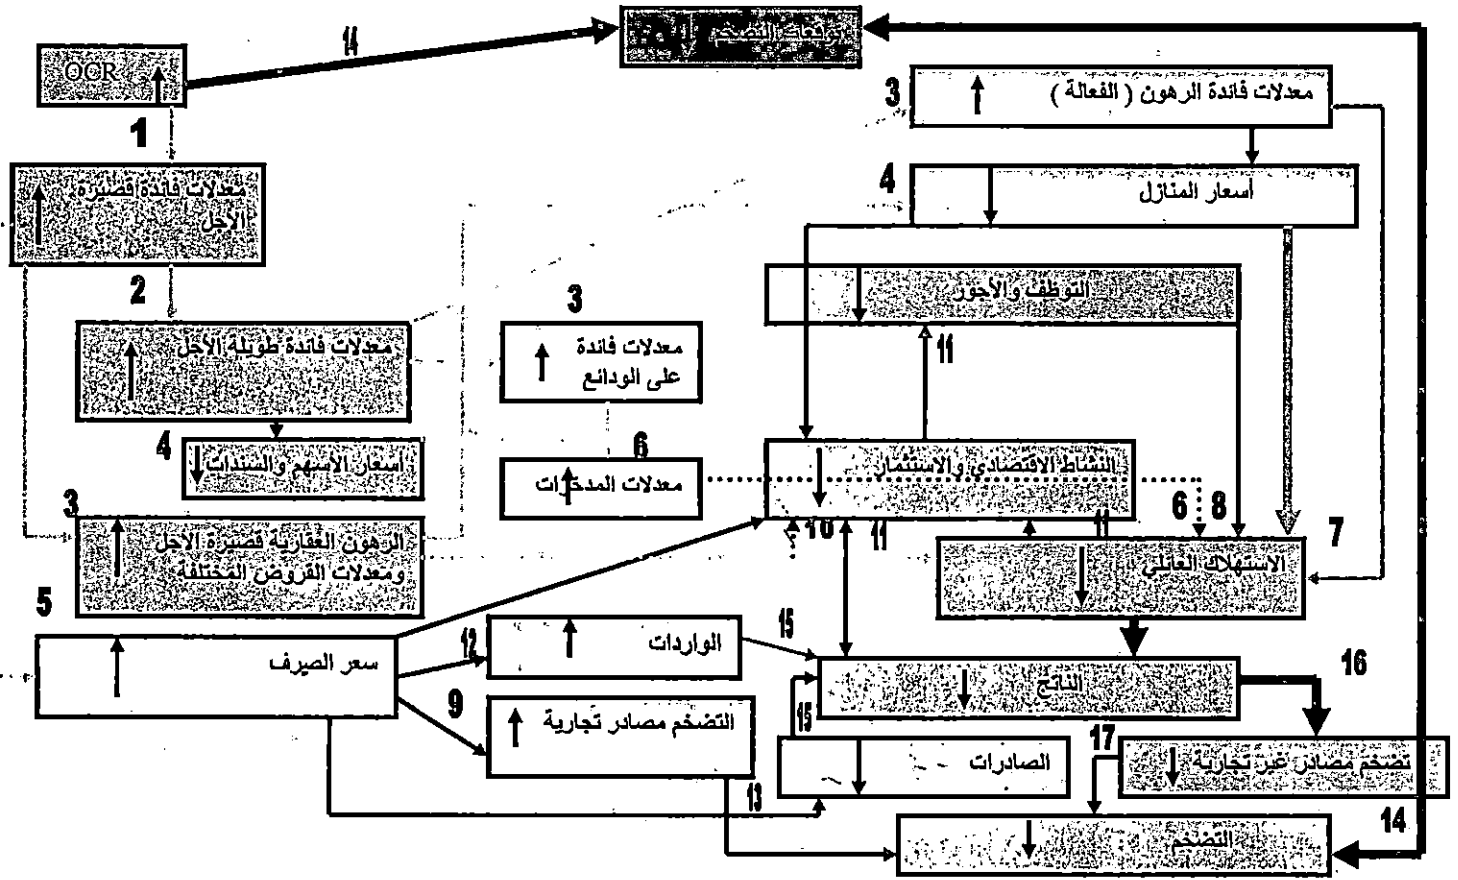 14
توقعات التضخم
OCR
3
معدلات فائدة الرهون ( الفعالة )
1
معدلات فائدة قصيرة
الأجل
4
أسعار المنازل
2
التوظف والأجور
3
معدلات فائدة طويلة الأجل
معدلات فائدة
على الودائع
11
4
اسعار الاسهم والسندات
6
معدلات المدخرات
النشاط الاقتصادي والاستثمار
6
8
3
الرهون العقارية قصيرة الأجل
ومعدلات القروض المختلفة
10
11
11
7
الاستهلاك العائلي
5
سعر الصيرف
12
الواردات
15
الناتج
16
9
التضخم مصادر تجارية
15
الصادرات
17
تضخم مصادر غير تجارية
13
التضخم
14